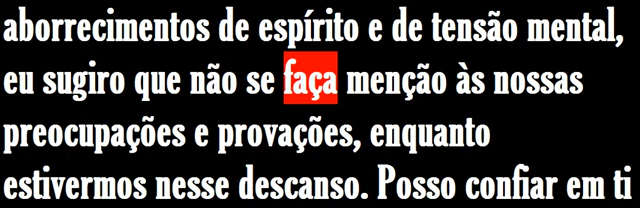 aborrecimentos de espírito e de tensão mental,
eu sugiro que não se faça menção às nossas
preocupações e provações, enquanto
estivermos nesse descanso. Posso confiar em ti